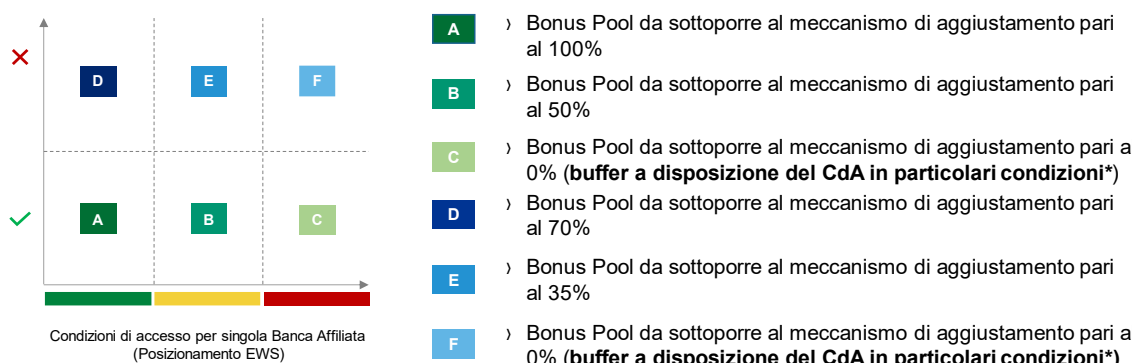 D
E
F
A
B
C
Condizioni di accesso per singola Banca Affiliata
(Posizionamento EWS)
A
› Bonus Pool da sottoporre al meccanismo di aggiustamento pari
al 100%
B
› Bonus Pool da sottoporre al meccanismo di aggiustamento pari
al 50%
C
› Bonus Pool da sottoporre al meccanismo di aggiustamento pari a
0% (buffer a disposizione del CdA in particolari condizioni*)
D
› Bonus Pool da sottoporre al meccanismo di aggiustamento pari
al 70%
E
› Bonus Pool da sottoporre al meccanismo di aggiustamento pari
al 35%
F
› Bonus Pool da sottoporre al meccanismo di aggiustamento pari a
0% (buffer a disposizione del CdA in particolari condizioni*)